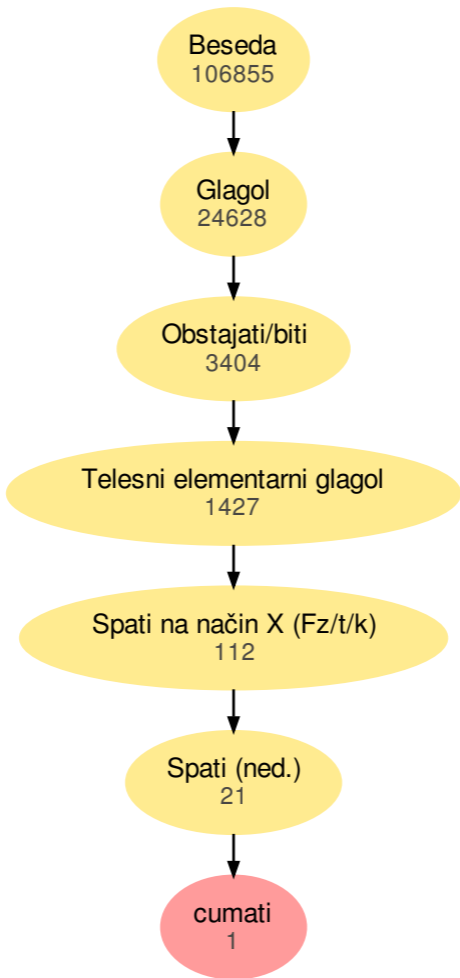 Beseda
106855
Glagol
24628
Obstajati/biti
3404
Telesni elementarni glagol
1427
Spati na način X (Fz/t/k)
112
Spati (ned.)
21
cumati
1